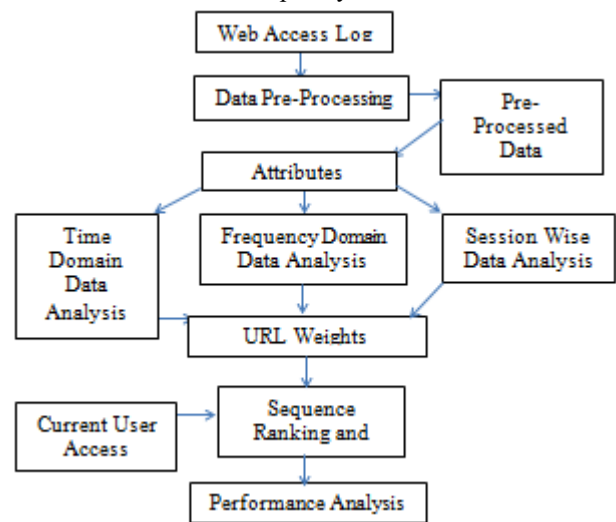 Web Access Log
Data Pre-Processing
Pre-
Processed
Data
Attributes
Time
Domain
Data
Analysis
Frequency Domain
Data Analysis
Session Wise
Data Analysis
URL Weights
Current User
Access
Sequence
Ranking and
Performance Analysis